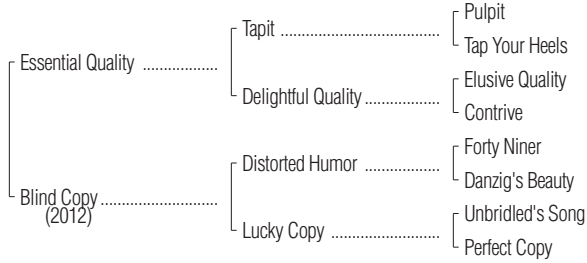 Pulpit
Tapit
Tap Your Heels
Essential Quality
Elusive Quality
Delightful Quality
Contrive
Forty Niner
Distorted Humor
Danzig's Beauty
Blind Copy
(2012)
Unbridled's Song
Lucky Copy
Perfect Copy